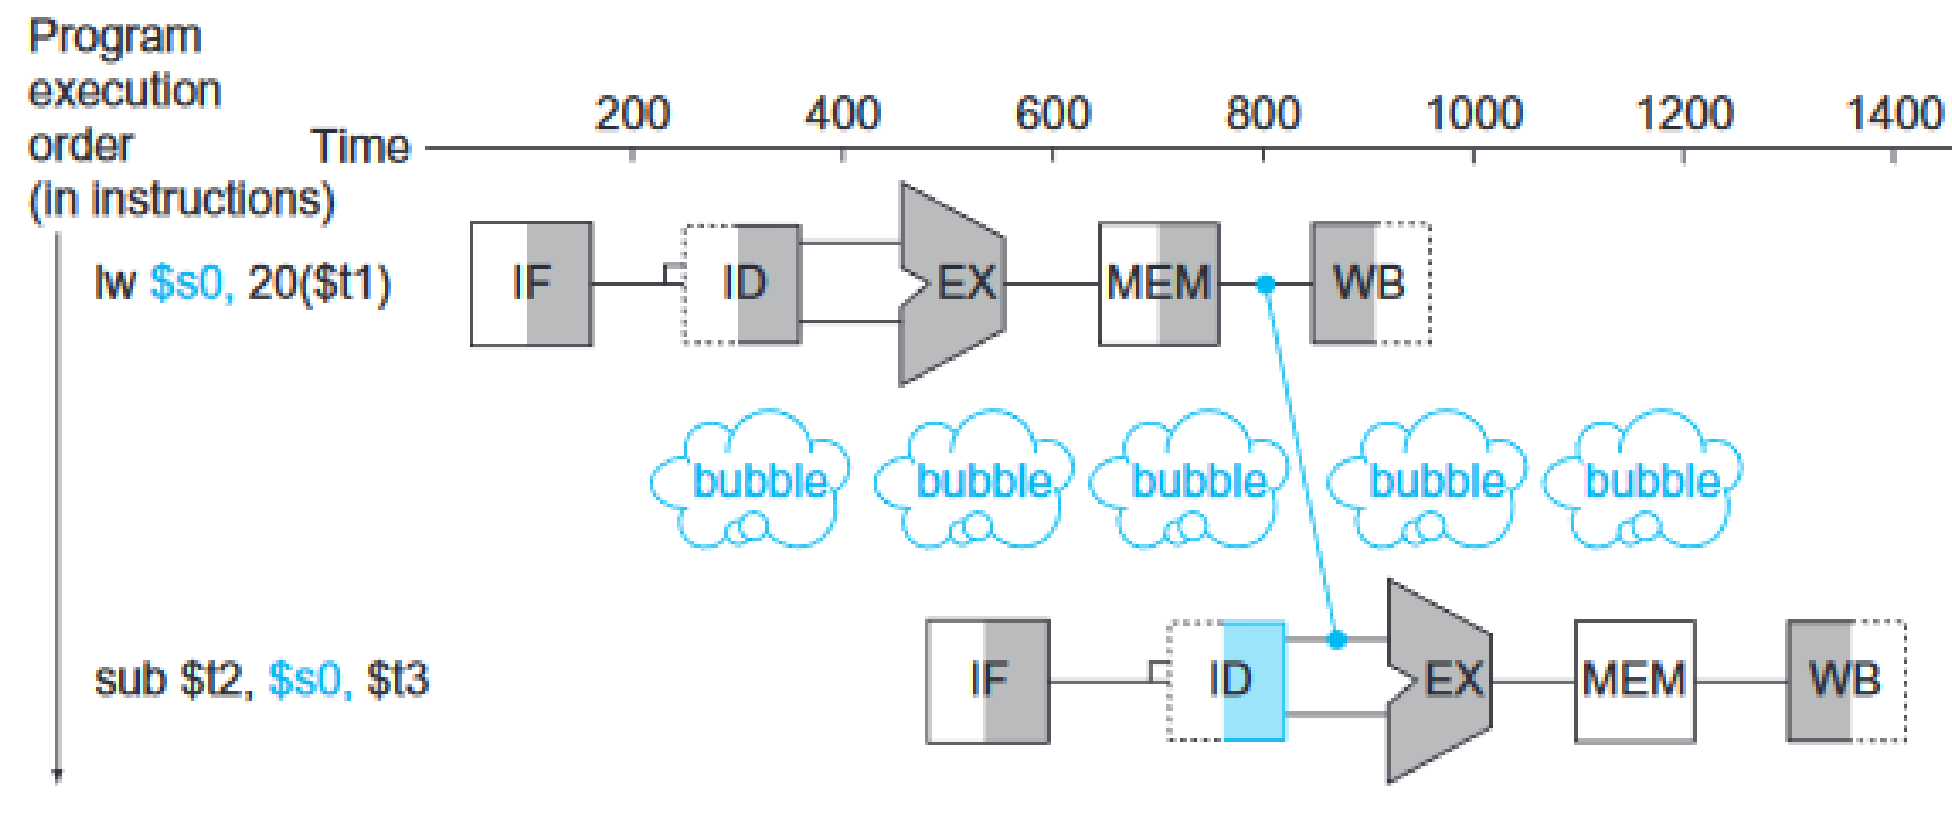 Program
execution
order
(in instructions)
Time
200 400 600 800 1000 1200 1400
lw $s0, 20($t1)
IF ID EX MEM WB
bubble bubble bubble bubble bubble
sub $t2, $s0, $t3
IF ID EX MEM WB